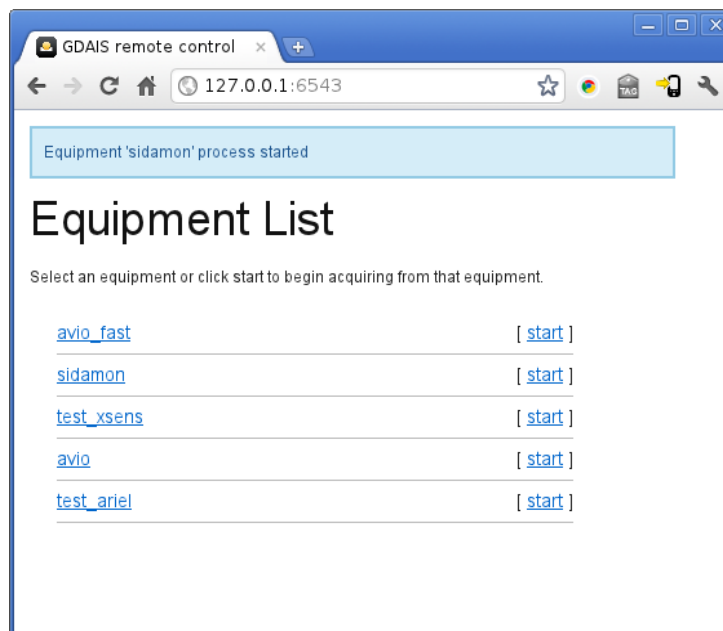 GDAIS remote control
127.0.0.1:6543
TAG
Equipment 'sidamon' process started
Equipment List
Select an equipment or click start to begin acquiring from that equipment.
avio_fast [ start ]
sidamon [ start ]
test_xsens [ start ]
avio [ start ]
test_ariel [ start ]